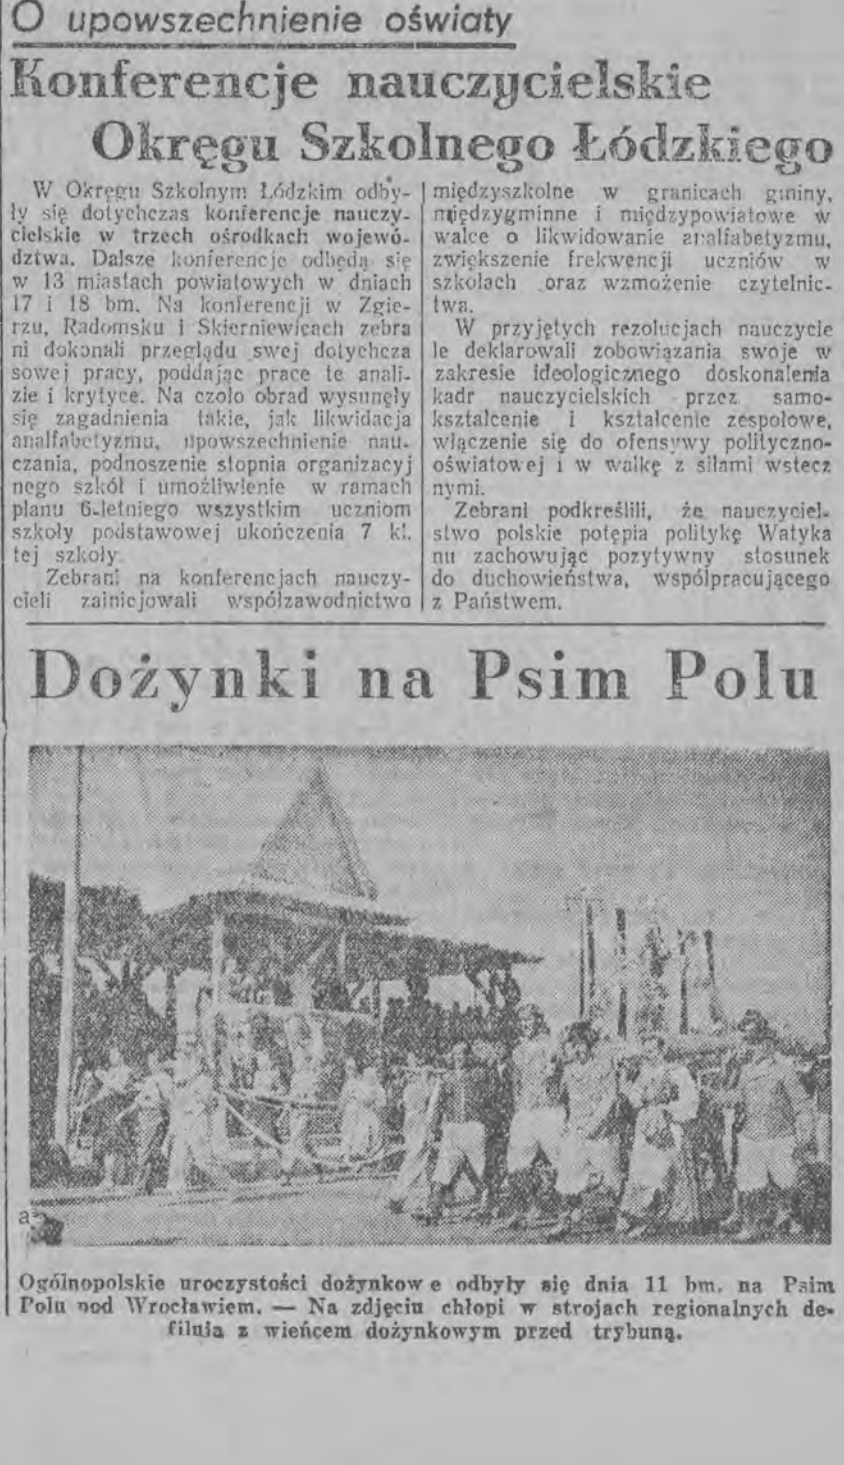 O upowszechnienie oświaty
Konferencje nauczycielskie
Okręgu Szkolnego Łódzkiego
W Okręgu Szkolnym Łódzkim odby-
ły się dotychczas konferencje nauczy-
cielskie w trzech ośrodkach wojewó-
dztwa. Dalsze konferencje odbędą się
w 13 miastach powiatowych w dniach
17 i 18 bm. Na konferencji w Zgie-
rzu, Radomsku i Skierniewicach zebra
ni dokonali przeglądu swej dotychcza
sowej pracy, poddając prace te anali-
zie i krytyce. Na czoło obrad wysunęły
się zagadnienia takie, jak likwidacja
analfabetyzmu, upowszechnienie nau-
czania, podnoszenie stopnia organizacyj
nego szkół i umożliwienie w ramach
planu 6-letniego wszystkim uczniom
szkoły podstawowej ukończenia 7 kl.
tej szkoły
Zebrani na konferencjach nauczy-
cieli zainicjowali współzawodnictwo
międzyszkolne w granicach gminy,
międzygminne i międzypowiatowe w
walce o likwidowanie analfabetyzmu,
zwiększenie frekwencji uczniów w
szkołach oraz wzmożenie czytelnic-
twa.
W przyjętych rezolucjach nauczycie
le deklarowali zobowiązania swoje w
zakresie ideologicznego doskonalenia
kadr nauczycielskich przez samo-
kształcenie i kształcenie zespołowe,
włączenie się do ofensywy polityczno-
oświatowej i w walkę z siłami wstecz
nymi.
Zebrani podkreślili, że nauczyciel-
stwo polskie potępia politykę Watyka
nu zachowując pozytywny stosunek
do duchowieństwa, współpracującego
z Państwem.
Dożynki na Psim Polu
a
Ogólnopolskie uroczystości dożynkow e odbyły się dnia 11 bm. na Psim
Polu pod Wrocławiem. — Na zdjęciu chłopi w strojach regionalnych de-
filują z wieńcem dożynkowym przed trybuną.